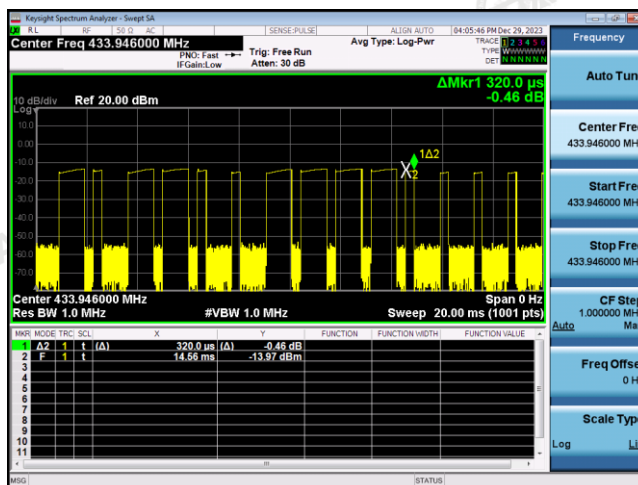 Keysight Spectrum Analyzer - Swept SA
RL RF 50 Ω AC SENSE:PULSE ALIGN AUTO 04:05:46 PM Dec 29, 2023
Center Freq 433.946000 MHz Avg Type: Log-Pwr TRACE 1 2 3 4 5 6
PNO: Fast Trig: Free Run TYPE WWWWWW
IFGain:Low Atten: 30 dB DET N N N N N N
ΔMkr1 320.0 µs
10 dB/div Ref 20.00 dBm -0.46 dB
Log
10.0
0.00
-10.0
-20.0
-30.0
-40.0
-50.0
-60.0
-70.0
1Δ2
X2
Center 433.946000 MHz Span 0 Hz
Res BW 1.0 MHz #VBW 1.0 MHz Sweep 20.00 ms (1001 pts)
MKR MODE TRC SCL X Y FUNCTION FUNCTION WIDTH FUNCTION VALUE
1 Δ2 1 t (Δ) 320.0 µs (Δ) -0.46 dB
2 F 1 t 14.56 ms -13.97 dBm
3
4
5
6
7
8
9
10
11
MSG STATUS
Frequency
Auto Tun
Center Fre
433.946000 MH
Start Fre
433.946000 MH
Stop Fre
433.946000 MH
CF Step
1.000000 MH
Auto Ma
Freq Offse
0 H
Scale Typ
Log Li